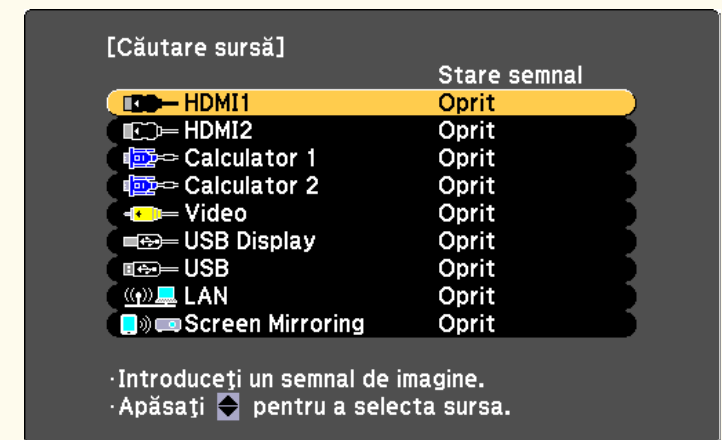 [Căutare sursă]
Stare semnal
HDMI1 Oprit
HDMI2 Oprit
Calculator 1 Oprit
Calculator 2 Oprit
Video Oprit
USB Display Oprit
USB Oprit
LAN Oprit
Screen Mirroring Oprit
·Introduceţi un semnal de imagine.
·Apăsaţi pentru a selecta sursa.